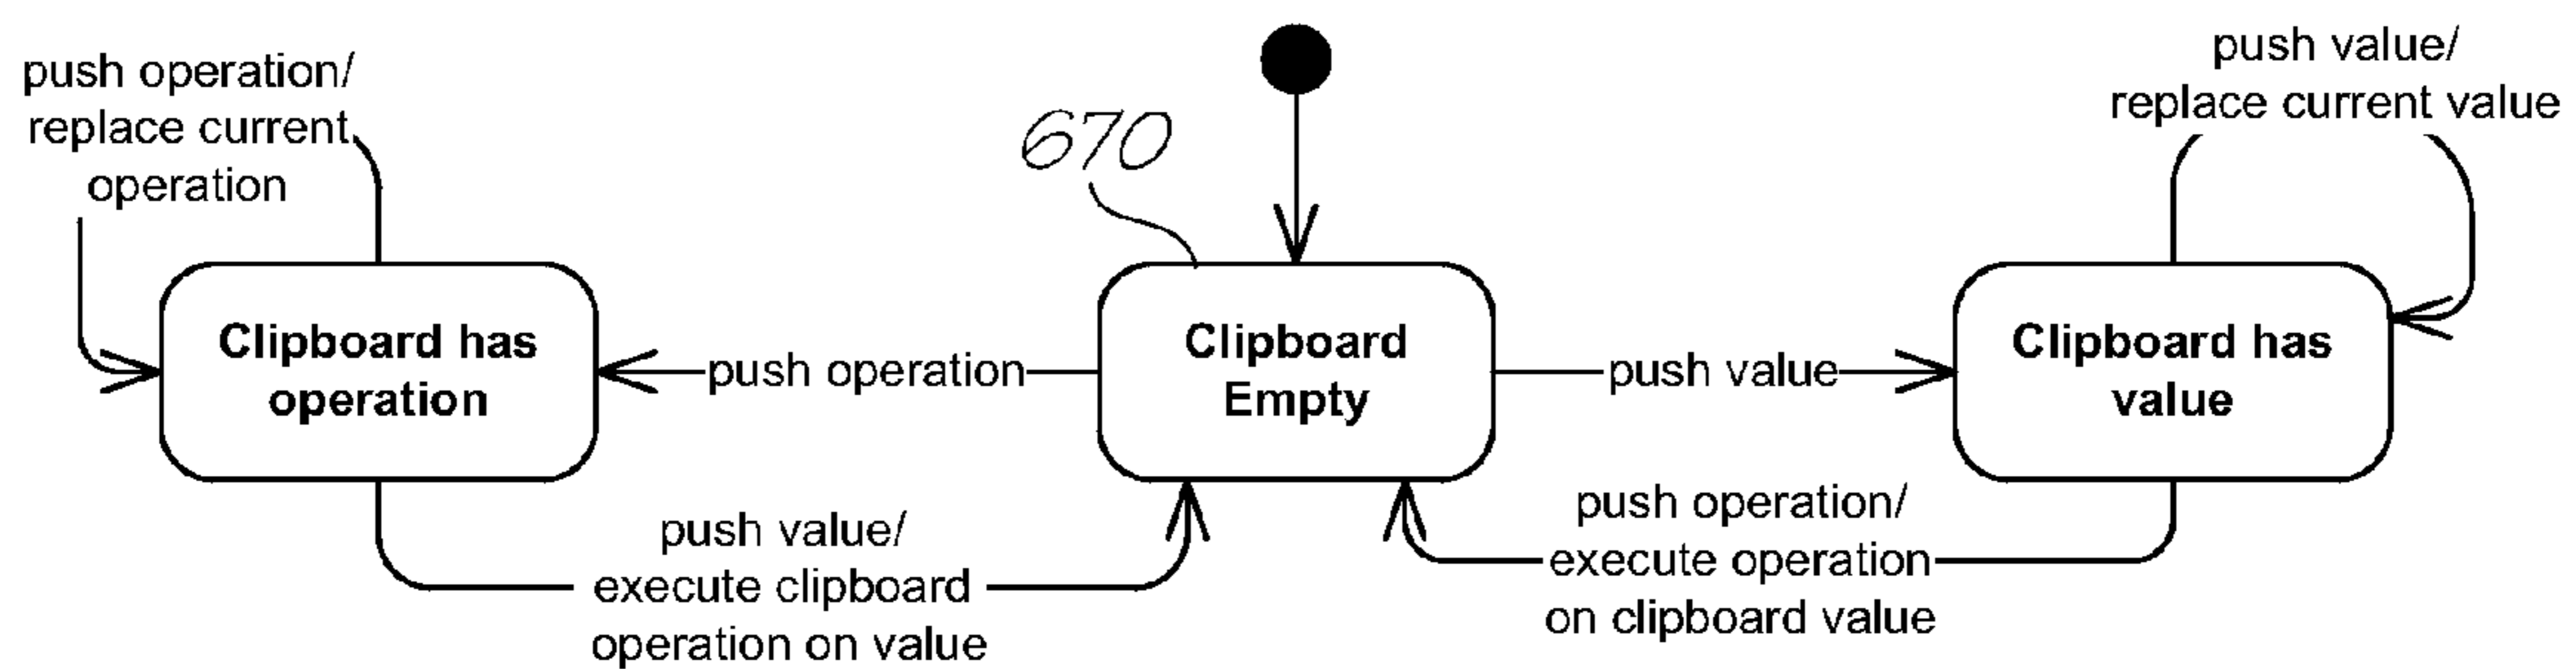 push operation/
replace current
operation
670
push value/
replace current value
Clipboard has
operation
push operation
Clipboard
Empty
push value
Clipboard has
value
push value/
execute clipboard
operation on value
push operation/
execute operation
on clipboard value